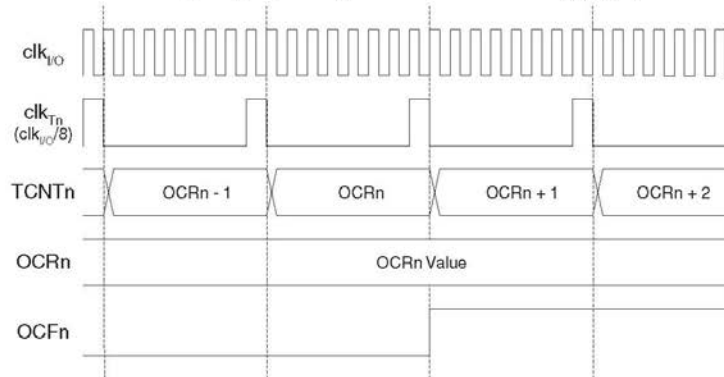 clkI/O
clkTn
(clkI/O/8)
TCNTn OCRn - 1 OCRn OCRn + 1 OCRn + 2
OCRn OCRn Value
OCFn